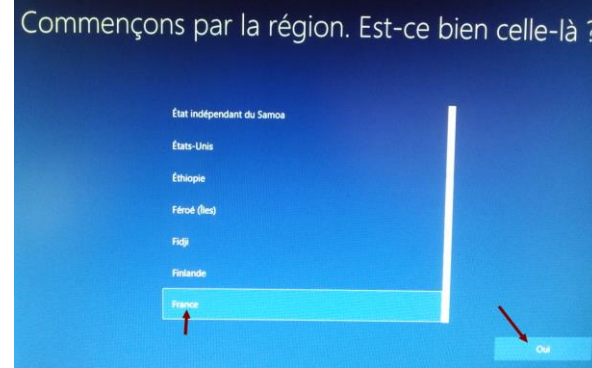 Commençons par la région. Est-ce bien celle-là ?
État indépendant du Samoa
États-Unis
Éthiopie
Féroé (Îles)
Fidji
Finlande
France
Oui